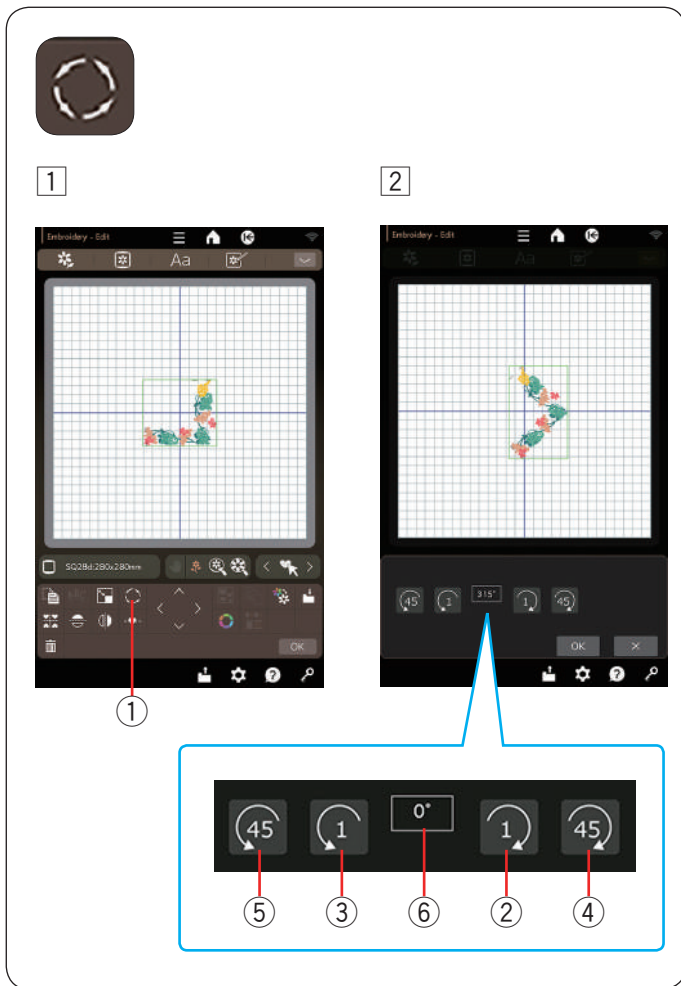 1
2
Embroidery - Edit
Aa
SQ28d:280x280mm
OK
①
Embroidery - Edit
Aa
45
1
315°
1
45
OK
45
1
0°
1
45
⑤
③
⑥
②
④